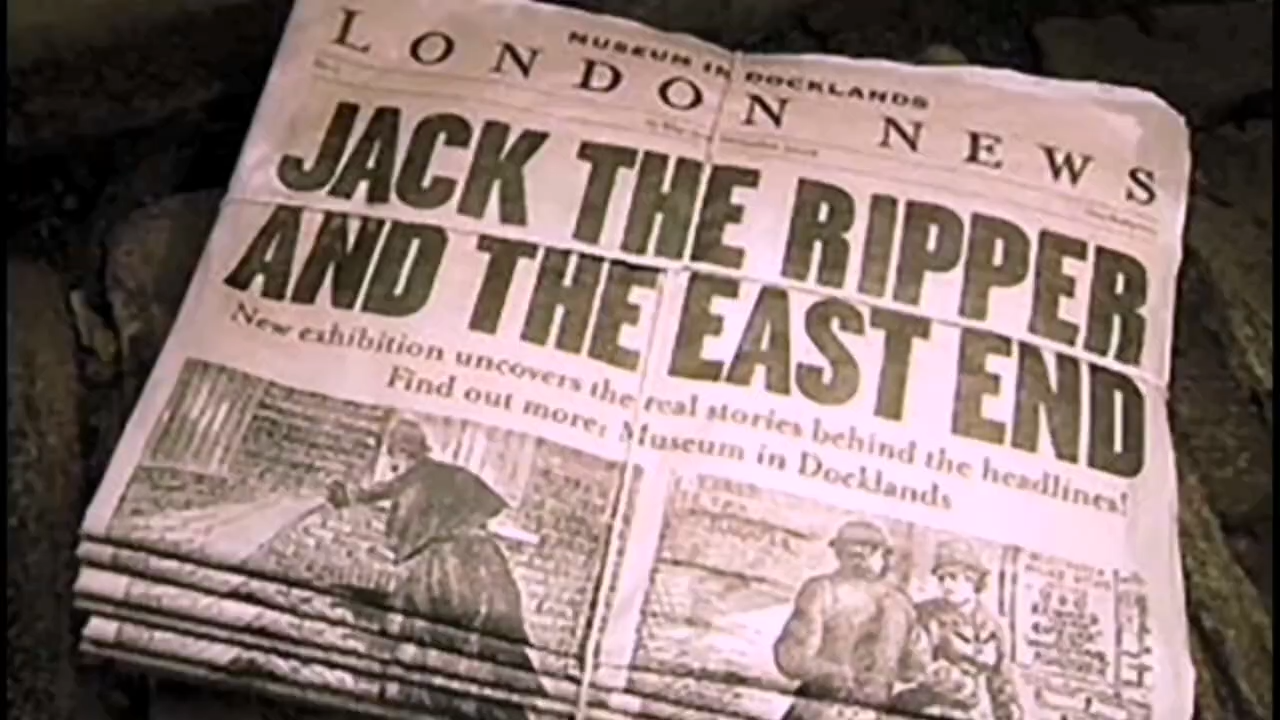 MUSEUM IN DOCKLANDS
LONDON NEWS
JACK THE RIPPER
AND THE EAST END
New exhibition uncovers the real stories behind the headlines!
Find out more: Museum in Docklands